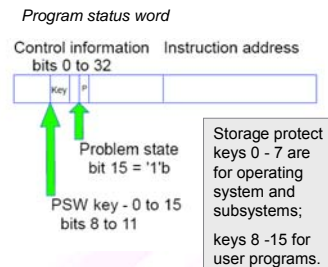 Program status word
Control information Instruction address
bits 0 to 32
Key P
Problem state
bit 15 = '1'b
PSW key - 0 to 15
bits 8 to 11
Storage protect
keys 0 - 7 are
for operating
system and
subsystems;
keys 8 -15 for
user programs.